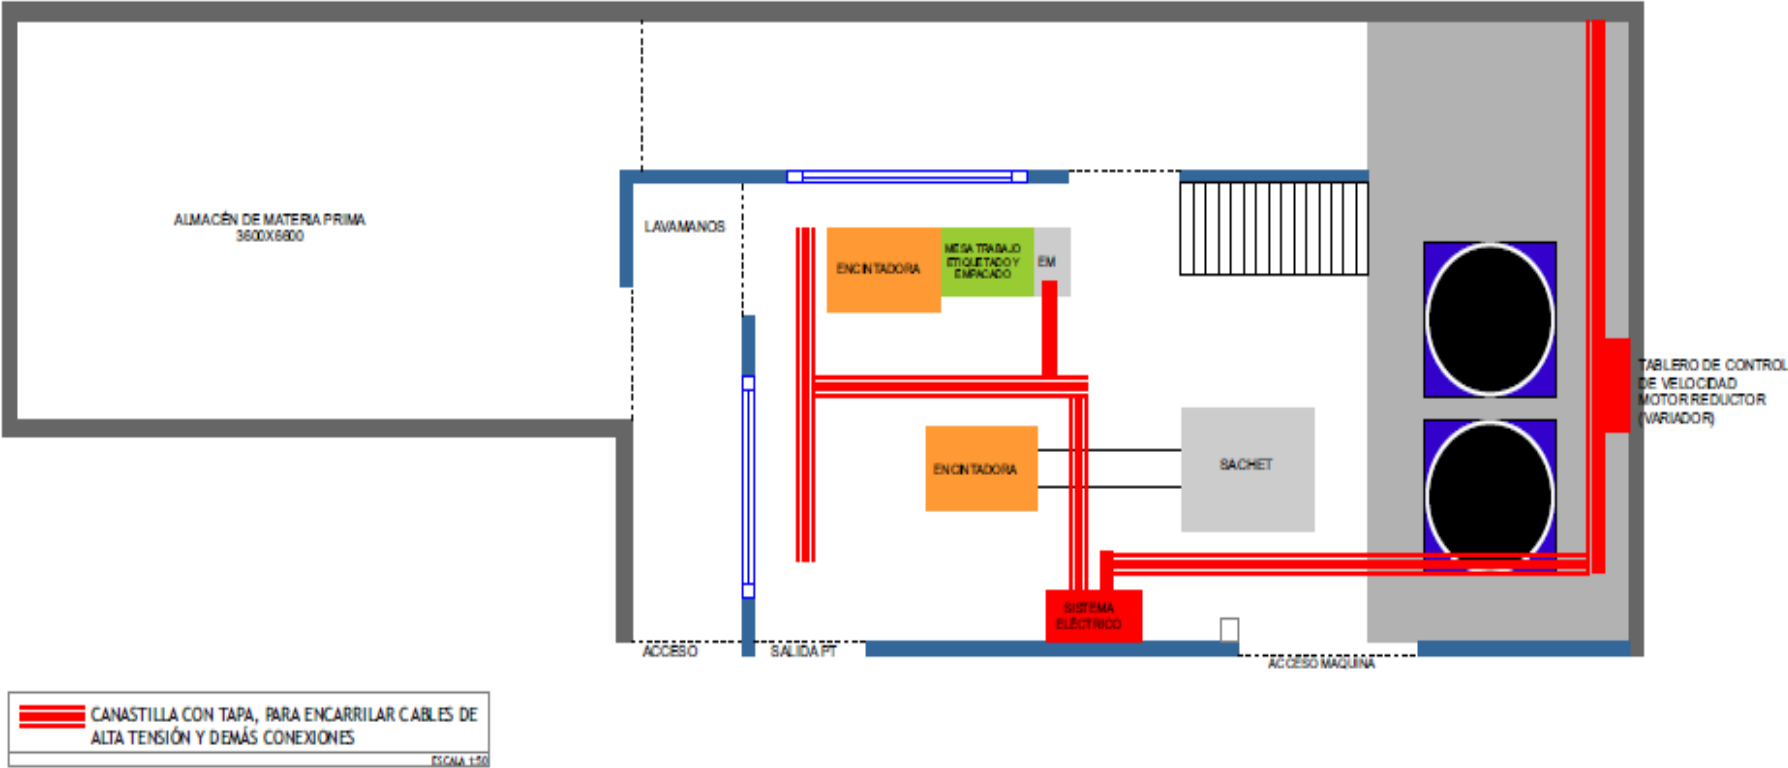 ALMACÉN DE MATERIA PRIMA
3600X6600
LAVAMANOS
ENCINTADORA
MESA TRABAJO
ETIQUETADO Y
EMPACADO
EM
TABLERO DE CONTROL
DE VELOCIDAD
MOTORREDUCTOR
(VARIADOR)
ENCINTADORA
SACHET
SISTEMA
ELÉCTRICO
ACCESO
SALIDA PT
ACCESO MAQUINA
CANASTILLA CON TAPA, PARA ENCARRILAR CABLES DE
ALTA TENSIÓN Y DEMÁS CONEXIONES
ESCALA 1:50